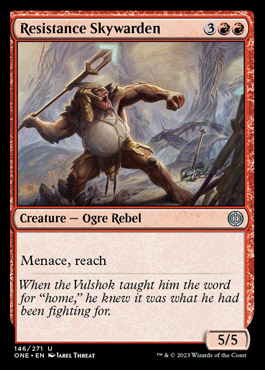 Resistance Skywarden 3
Creature — Ogre Rebel
Menace, reach
When the Vulshok taught him the word
for “home,” he knew it was what he had
been fighting for.
5/5
146/271 U
ONE • EN JAREL THREAT
™ & © 2023 Wizards of the Coast